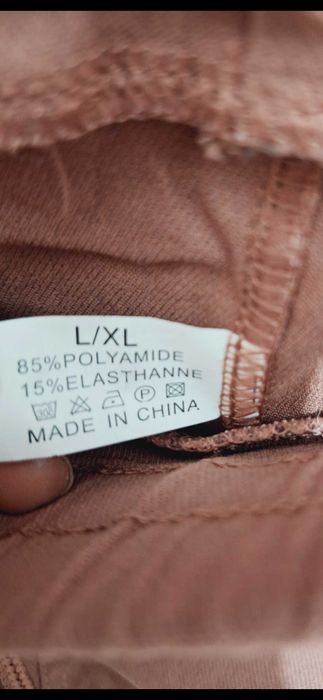 L/XL
85%POLYAMIDE
15%ELASTHANNE
MADE IN CHINA